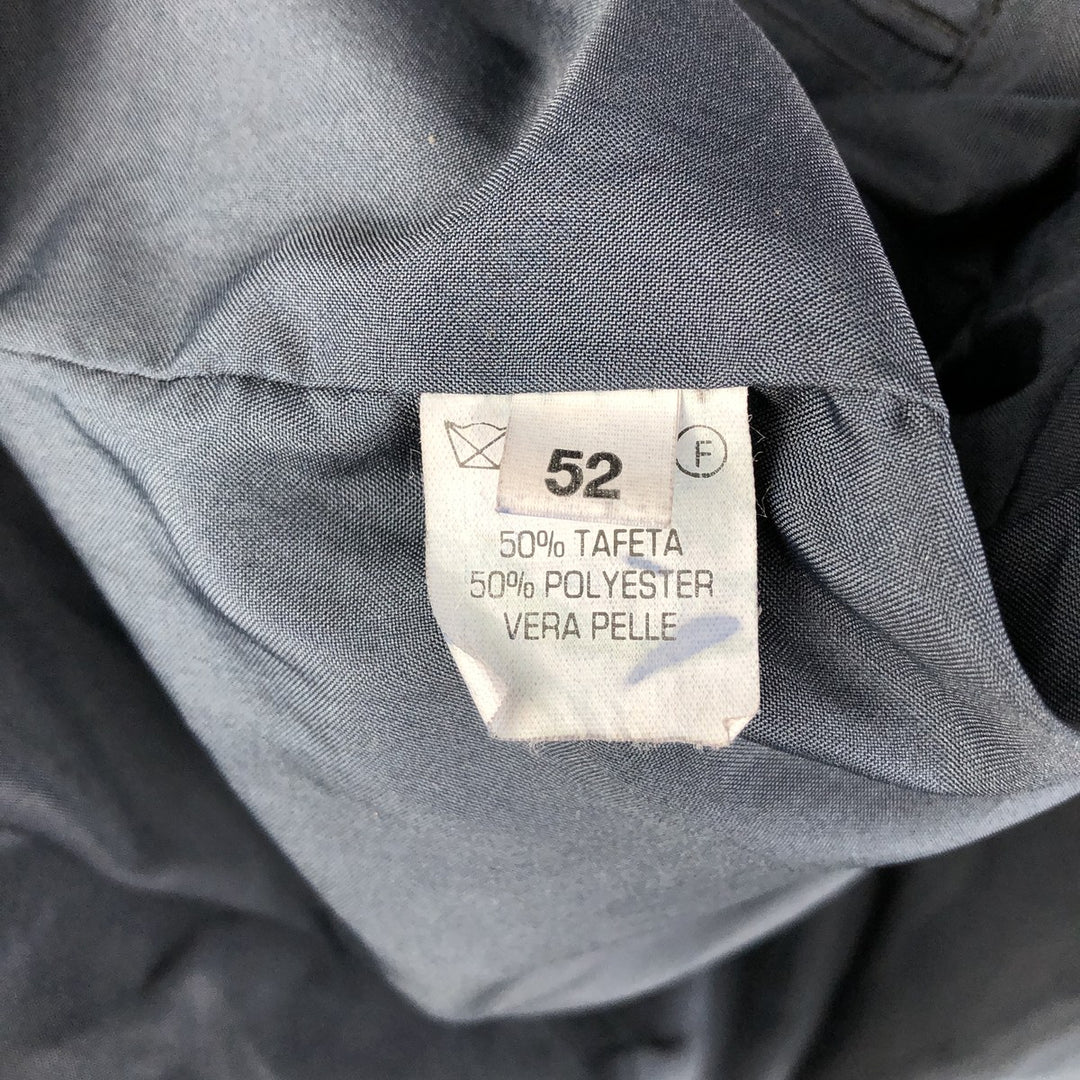 52
F
50% TAFETA
50% POLYESTER
VERA PELLE